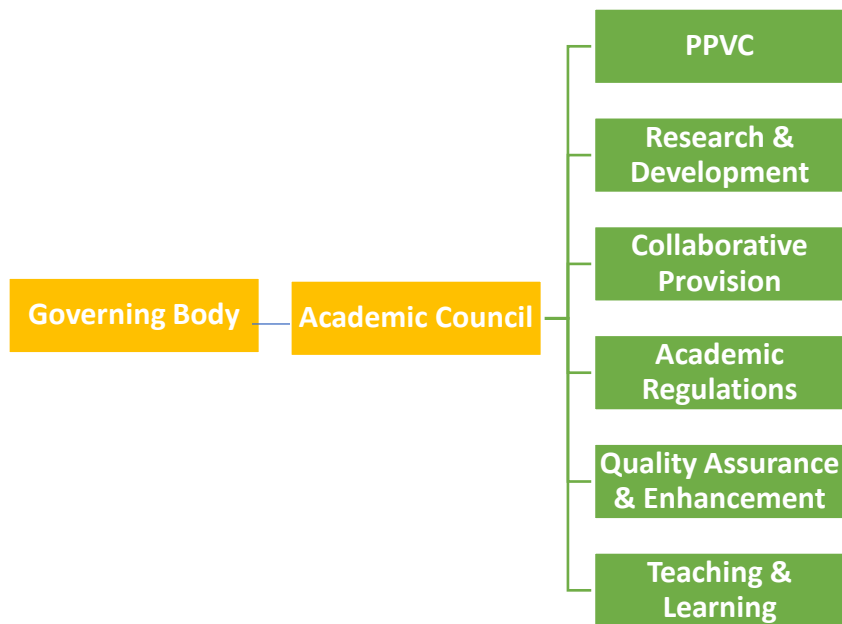 Governing Body
Academic Council
PPVC
Research &
Development
Collaborative
Provision
Academic
Regulations
Quality Assurance
& Enhancement
Teaching &
Learning